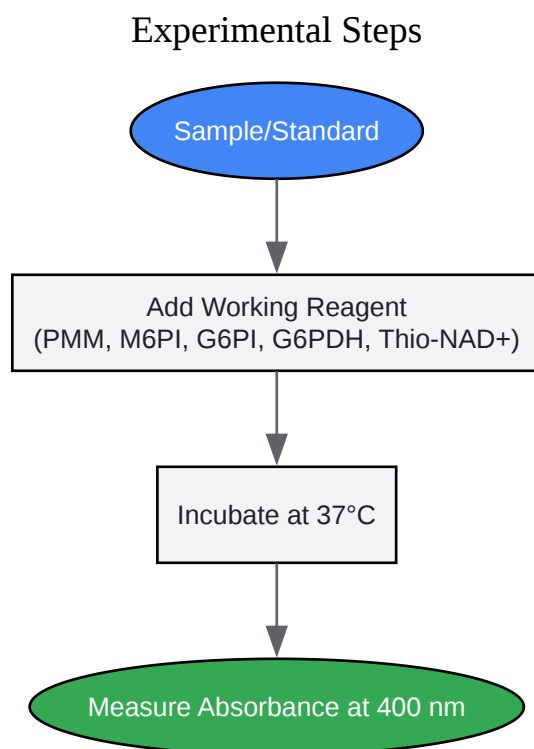 Experimental Steps
Sample/Standard
Add Working Reagent
(PMM, M6PI, G6PI, G6PDH, Thio-NAD+)
Incubate at 37°C
Measure Absorbance at 400 nm